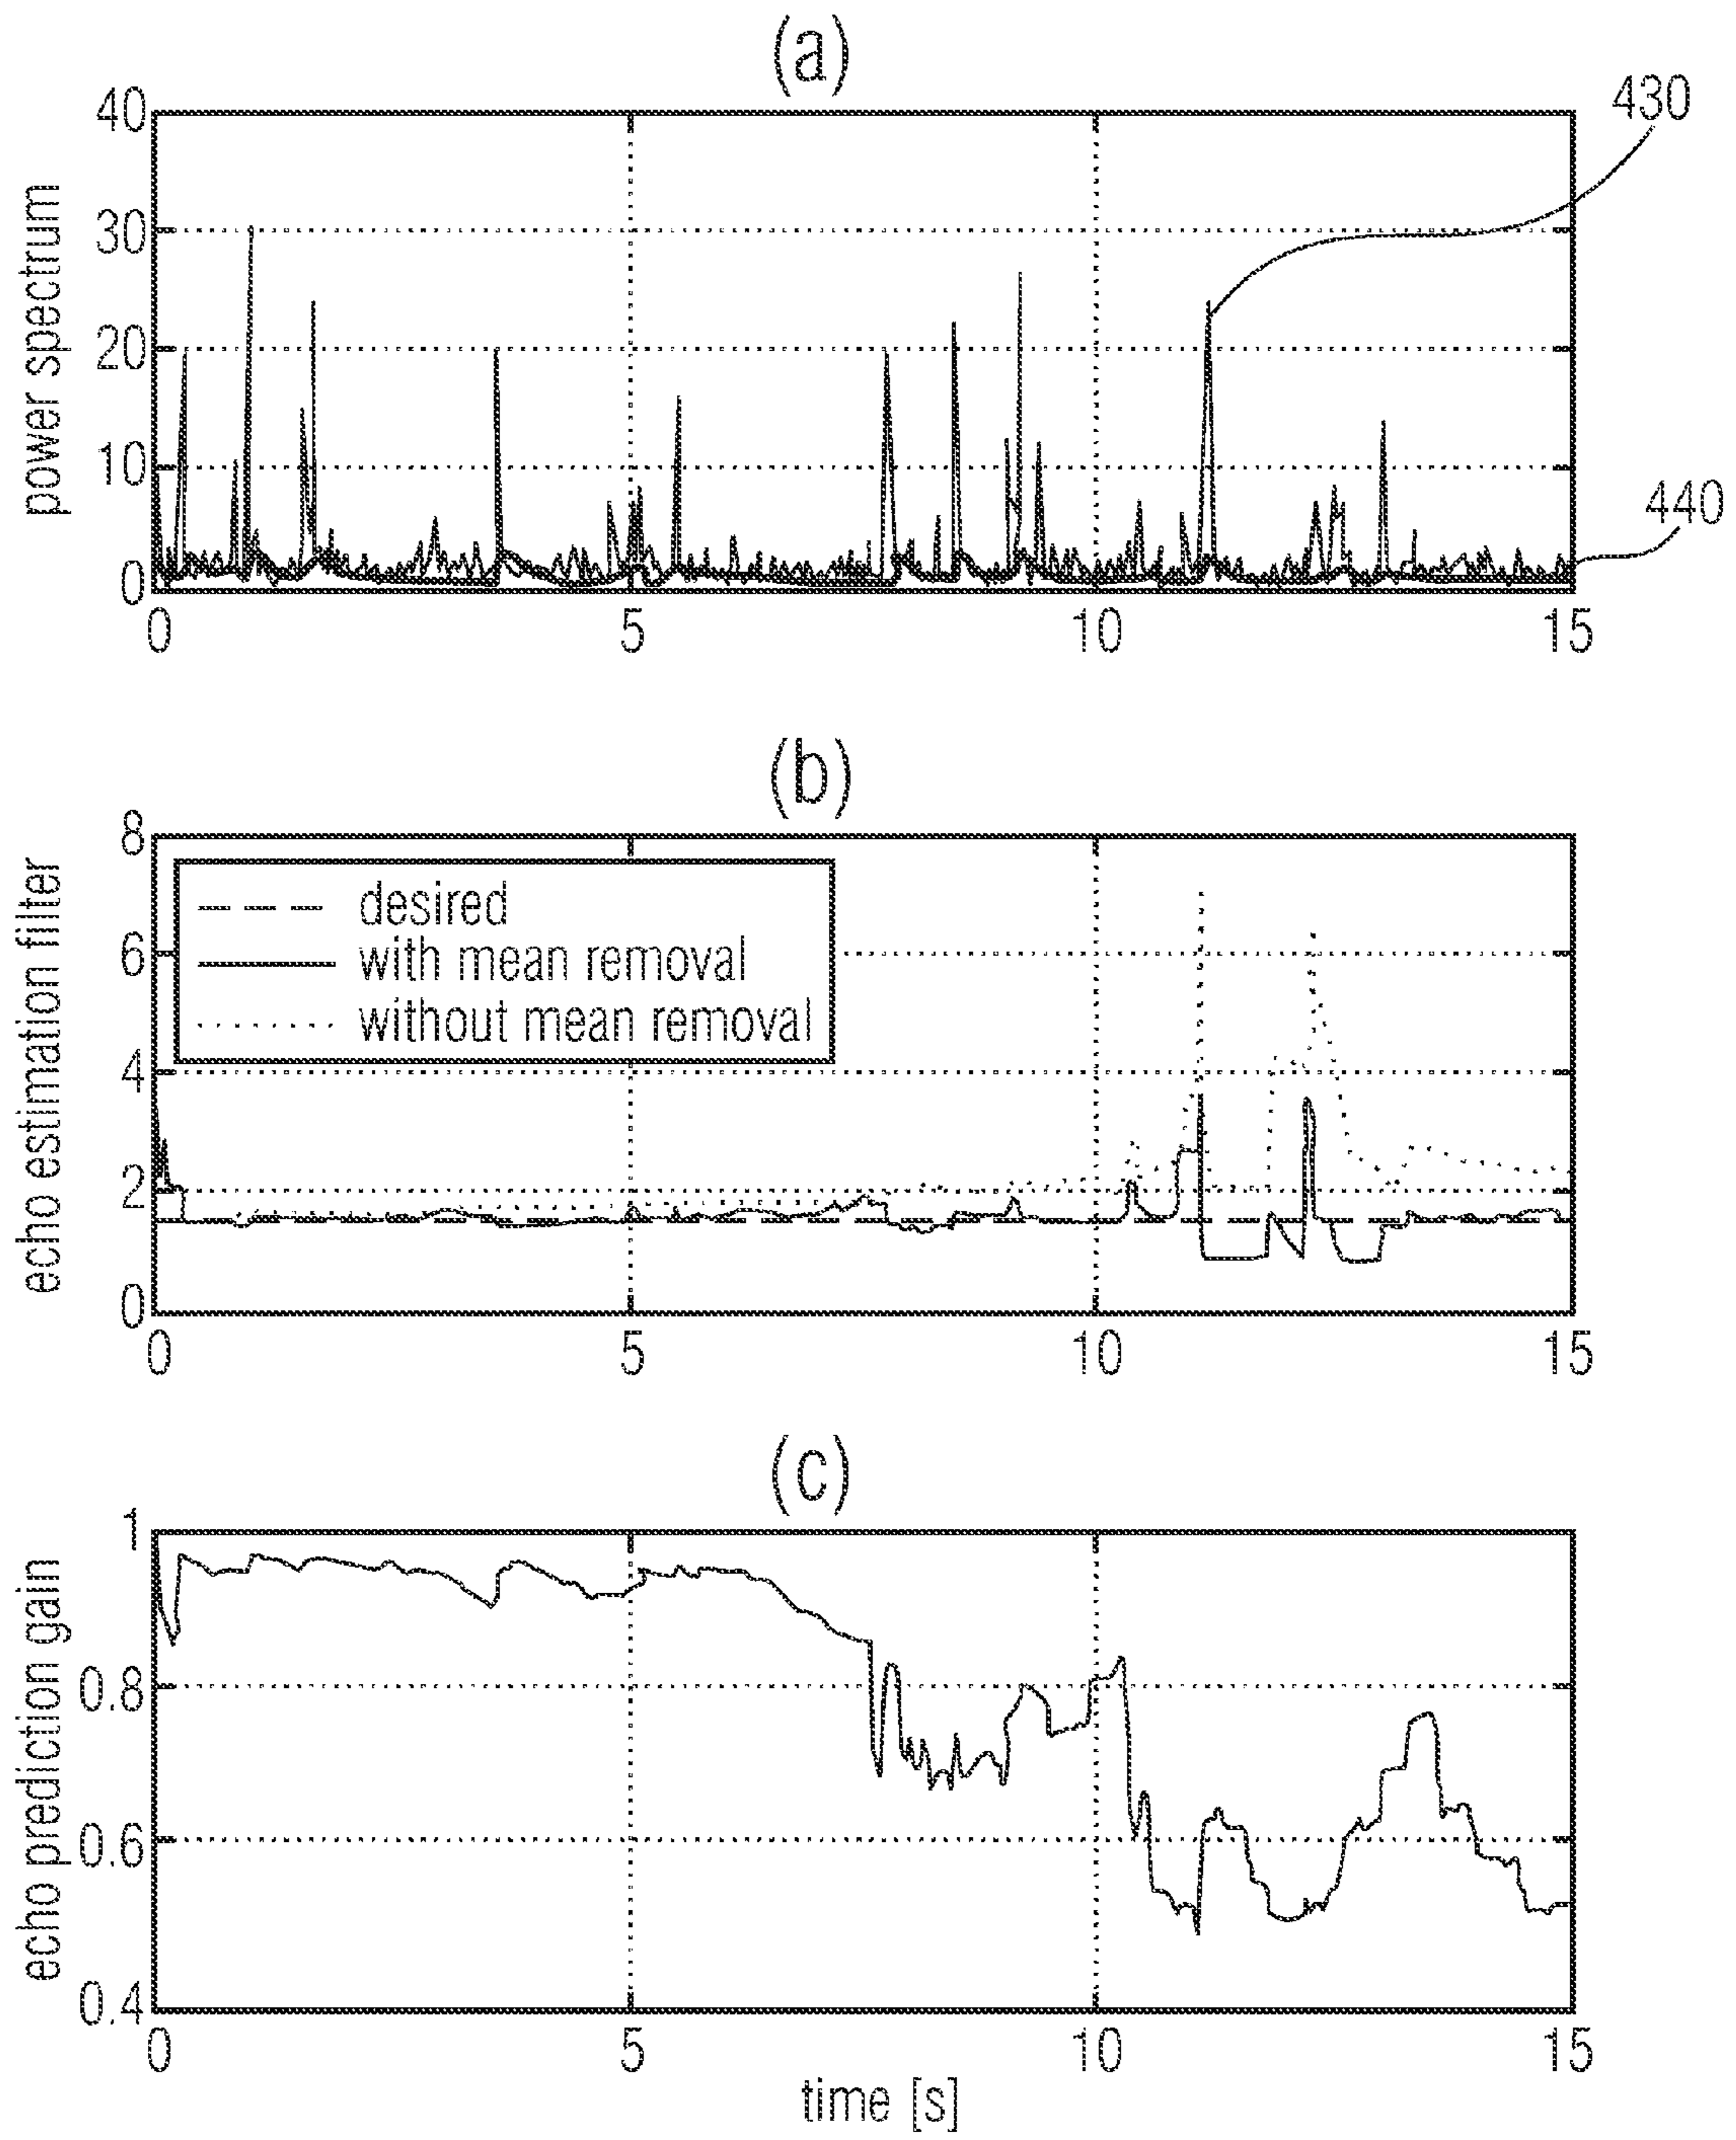 (a)
430
440
power spectrum
40
30
20
10
0
0 5 10 15
(b)
echo estimation filter
8
6
4
2
0
desired
with mean removal
without mean removal
0 5 10 15
(c)
echo prediction gain
1
0.8
0.6
0.4
0 5 10 15
time [s]